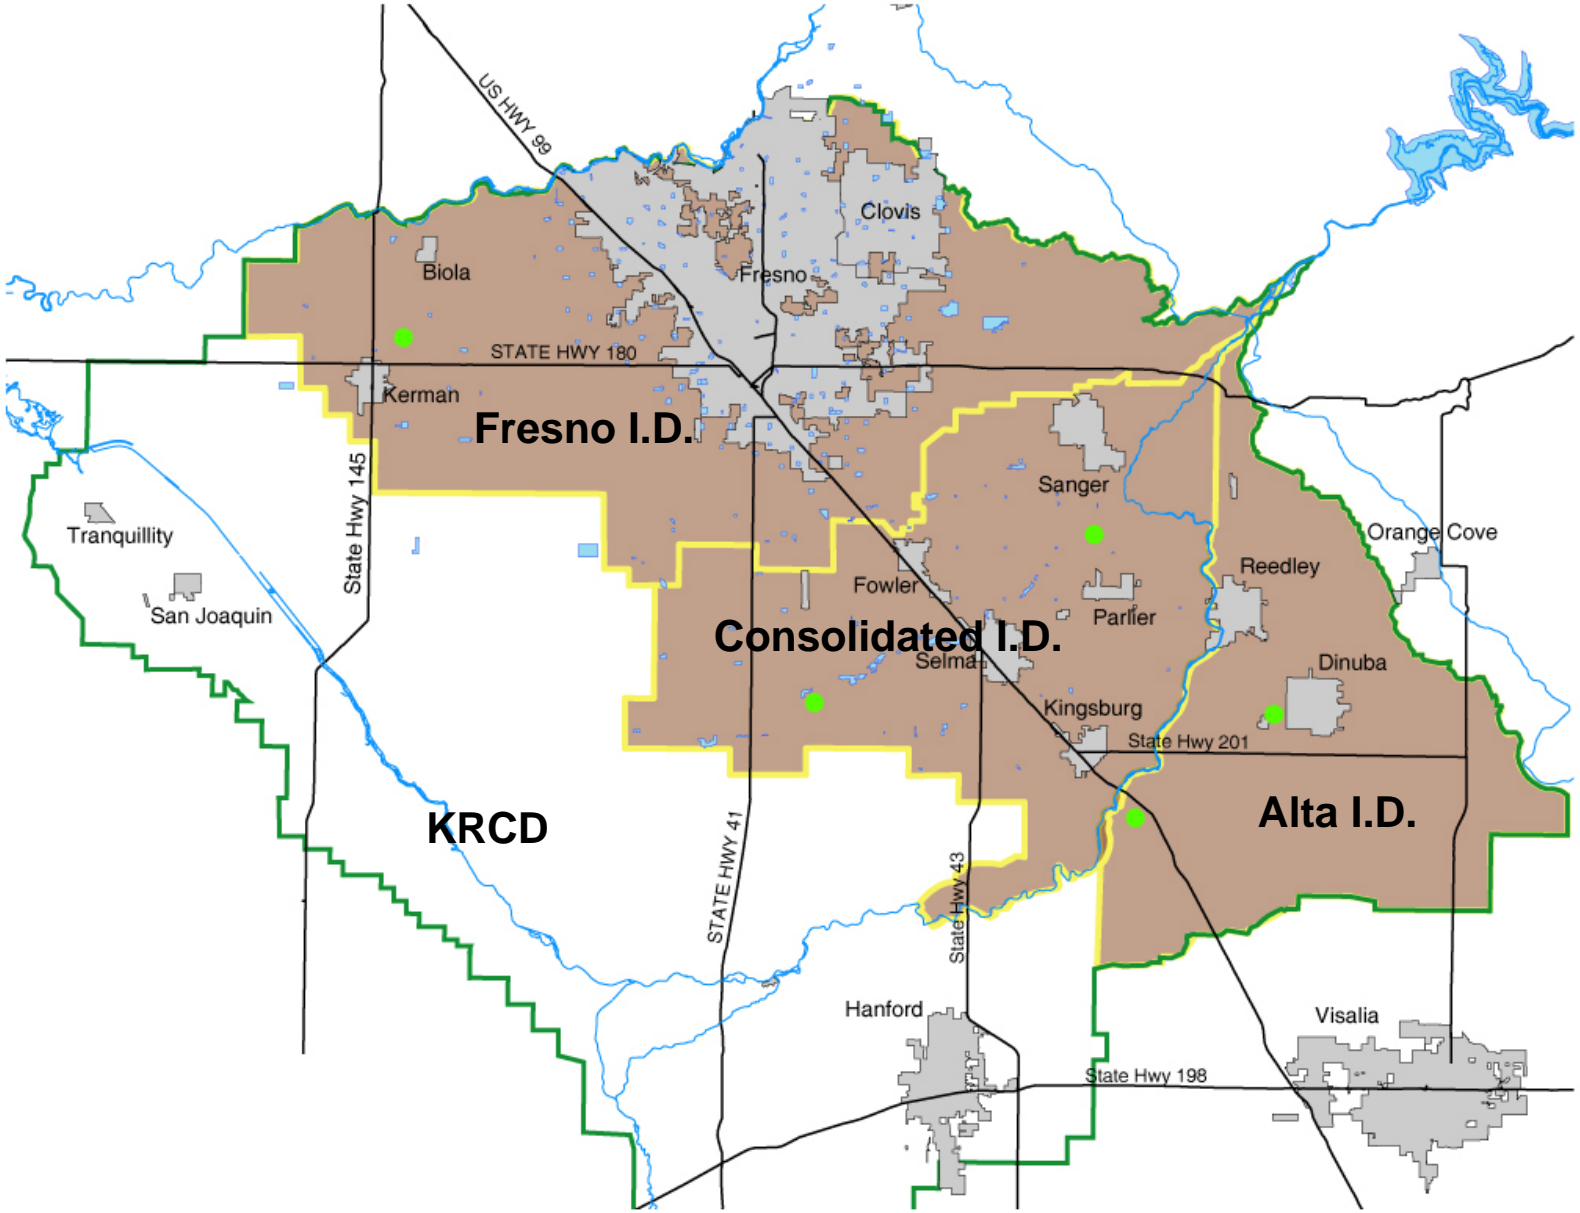 US HWY 99
Clovis
Biola
Fresno
STATE HWY 180
Kerman
Fresno I.D.
State Hwy 145
Sanger
Tranquillity
Orange Cove
Reedley
Fowler
San Joaquin
Parlier
Consolidated I.D.
Selma
Dinuba
Kingsburg
State Hwy 201
Alta I.D.
KRCD
STATE HWY 41
State Hwy 43
Hanford
Visalia
State Hwy 198